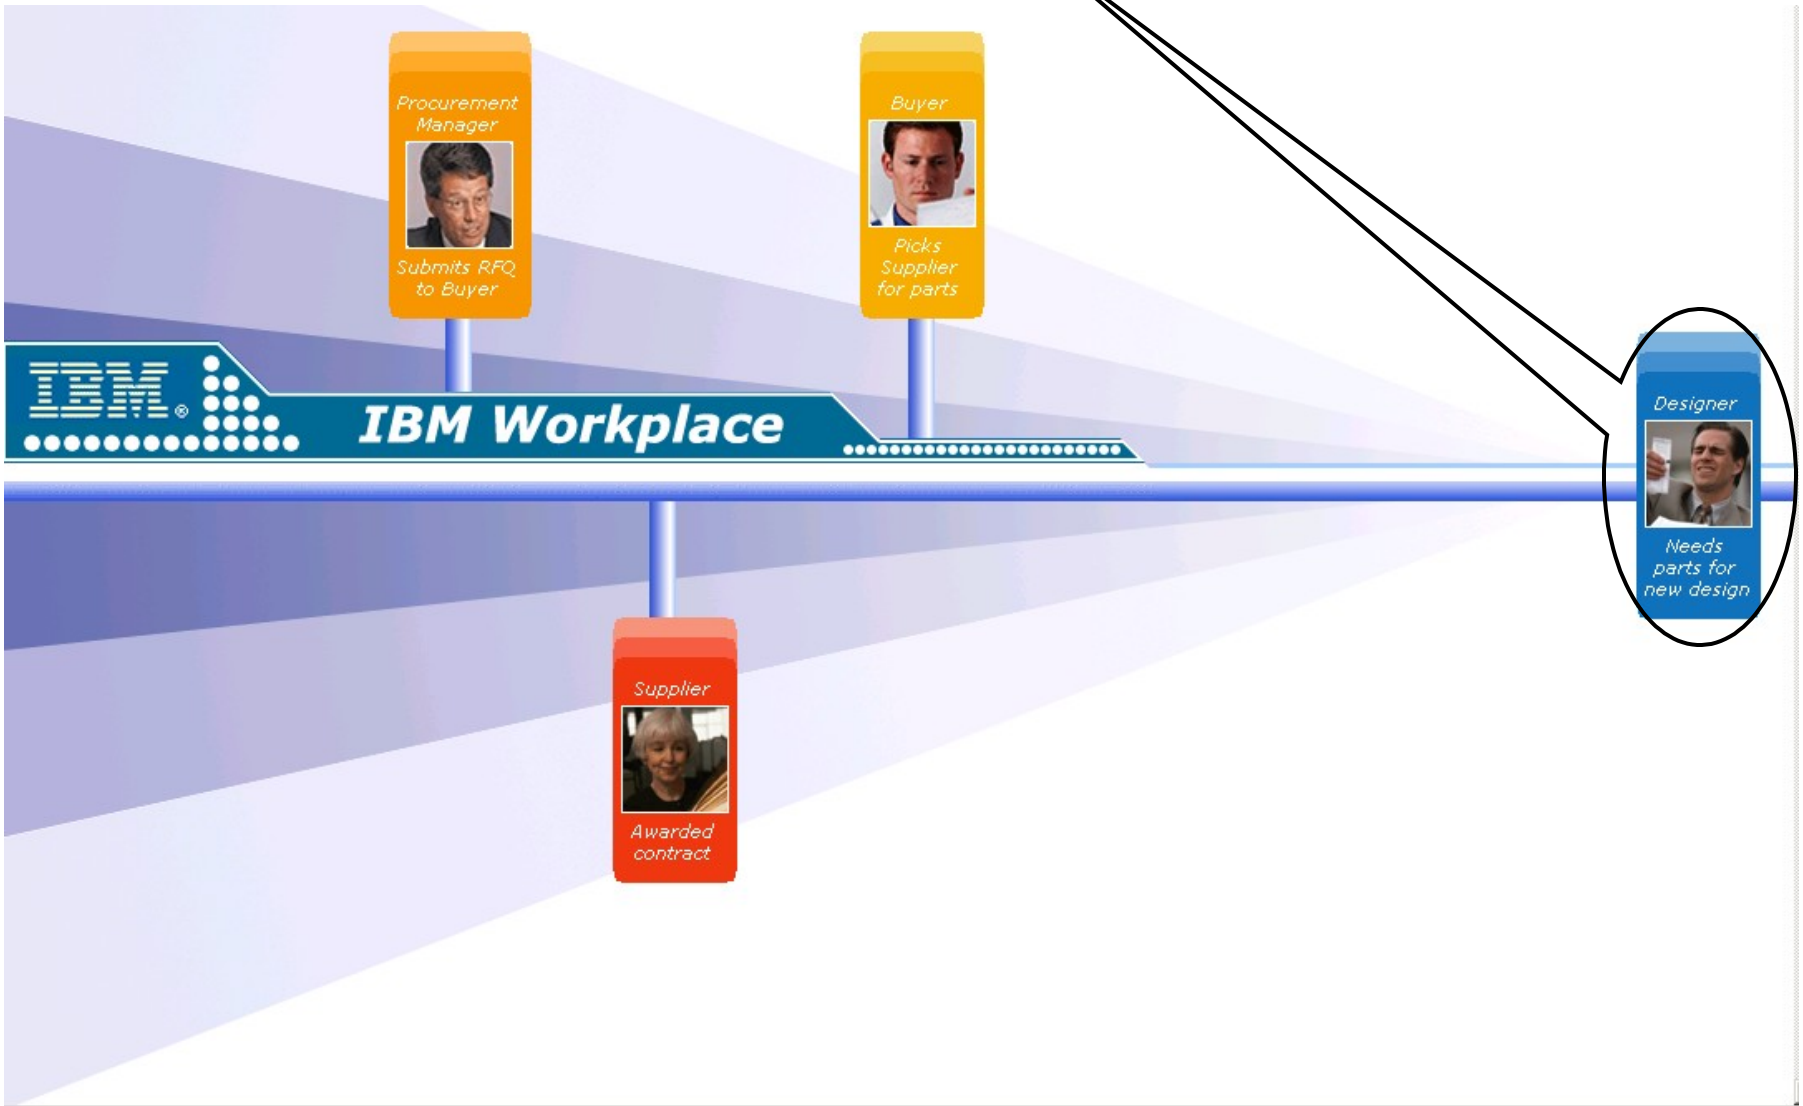 Procurement
Manager
Submits RFQ
to Buyer
Buyer
Picks
Supplier
for parts
IBM®
IBM Workplace
Designer
Needs
parts for
new design
Supplier
Awarded
contract